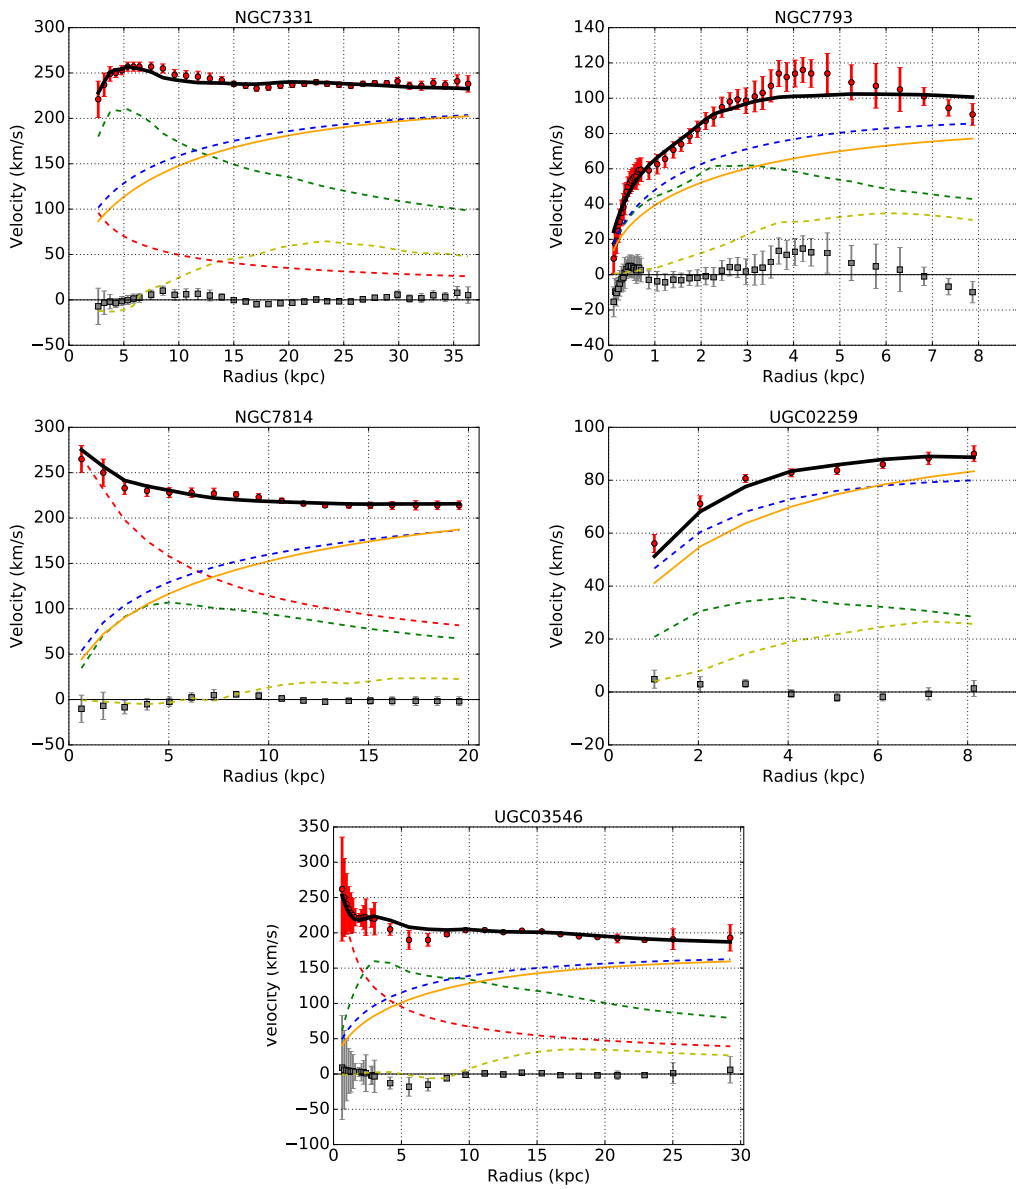 NGC7331
Velocity (km/s)
300
250
200
150
100
50
0
−50
0 5 10 15 20 25 30 35
Radius (kpc)
NGC7793
Velocity (km/s)
140
120
100
80
60
40
20
0
−20
−40
0 1 2 3 4 5 6 7 8
Radius (kpc)
NGC7814
Velocity (km/s)
300
250
200
150
100
50
0
−50
0 5 10 15 20
Radius (kpc)
UGC02259
Velocity (km/s)
100
80
60
40
20
0
−20
0 2 4 6 8
Radius (kpc)
UGC03546
Velocity (km/s)
350
300
250
200
150
100
50
0
−50
−100
0 5 10 15 20 25 30
Radius (kpc)